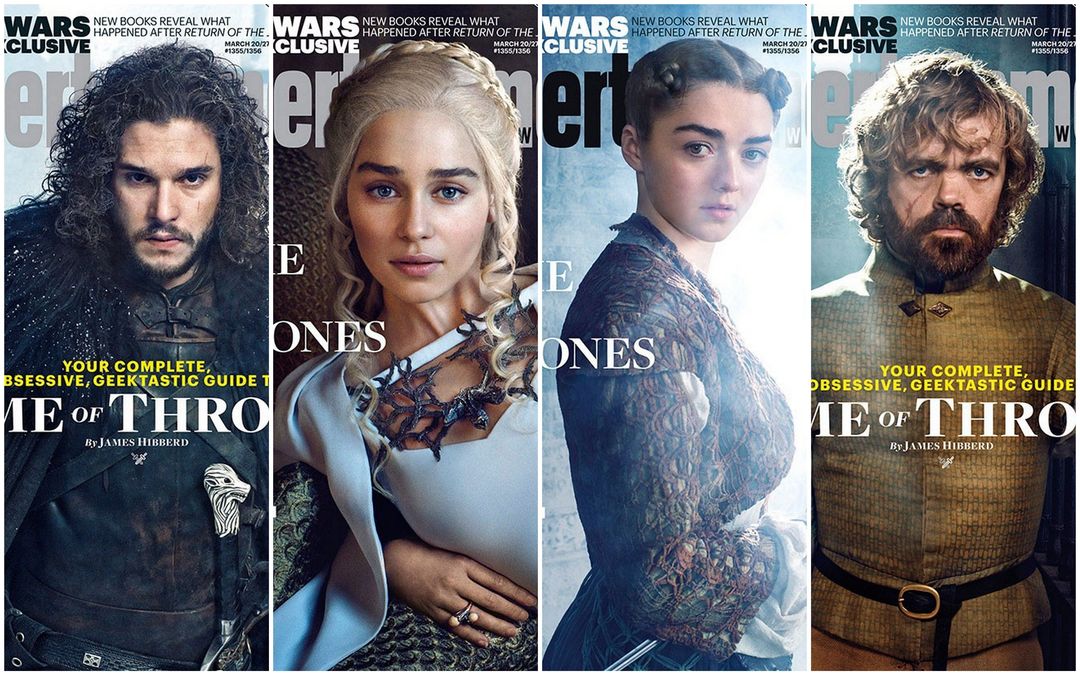 WARS
XCLUSIVE
NEW BOOKS REVEAL WHAT
HAPPENED AFTER RETURN OF THE J
MARCH 20/27
#1355/1356
erta nme
YOUR COMPLETE,
BSESSIVE, GEEKTASTIC GUIDE T
ME OF THRO
By JAMES HIBBERD
WARS
XCLUSIVE
NEW BOOKS REVEAL WHAT
HAPPENED AFTER RETURN OF THE J
MARCH 20/27
#1355/1356
W
E
ONES
WARS
XCLUSIVE
NEW BOOKS REVEAL WHAT
HAPPENED AFTER RETURN OF THE J
MARCH 20/27
#1355/1356
ert
W
E
ONES
WARS
XCLUSIVE
NEW BOOKS REVEAL WHAT
HAPPENED AFTER RETURN OF THE J
MARCH 20/27
#1355/1356
W
YOUR COMPLETE,
OBSESSIVE, GEEKTASTIC GUIDE
ME OF THRO
By JAMES HIBBERD